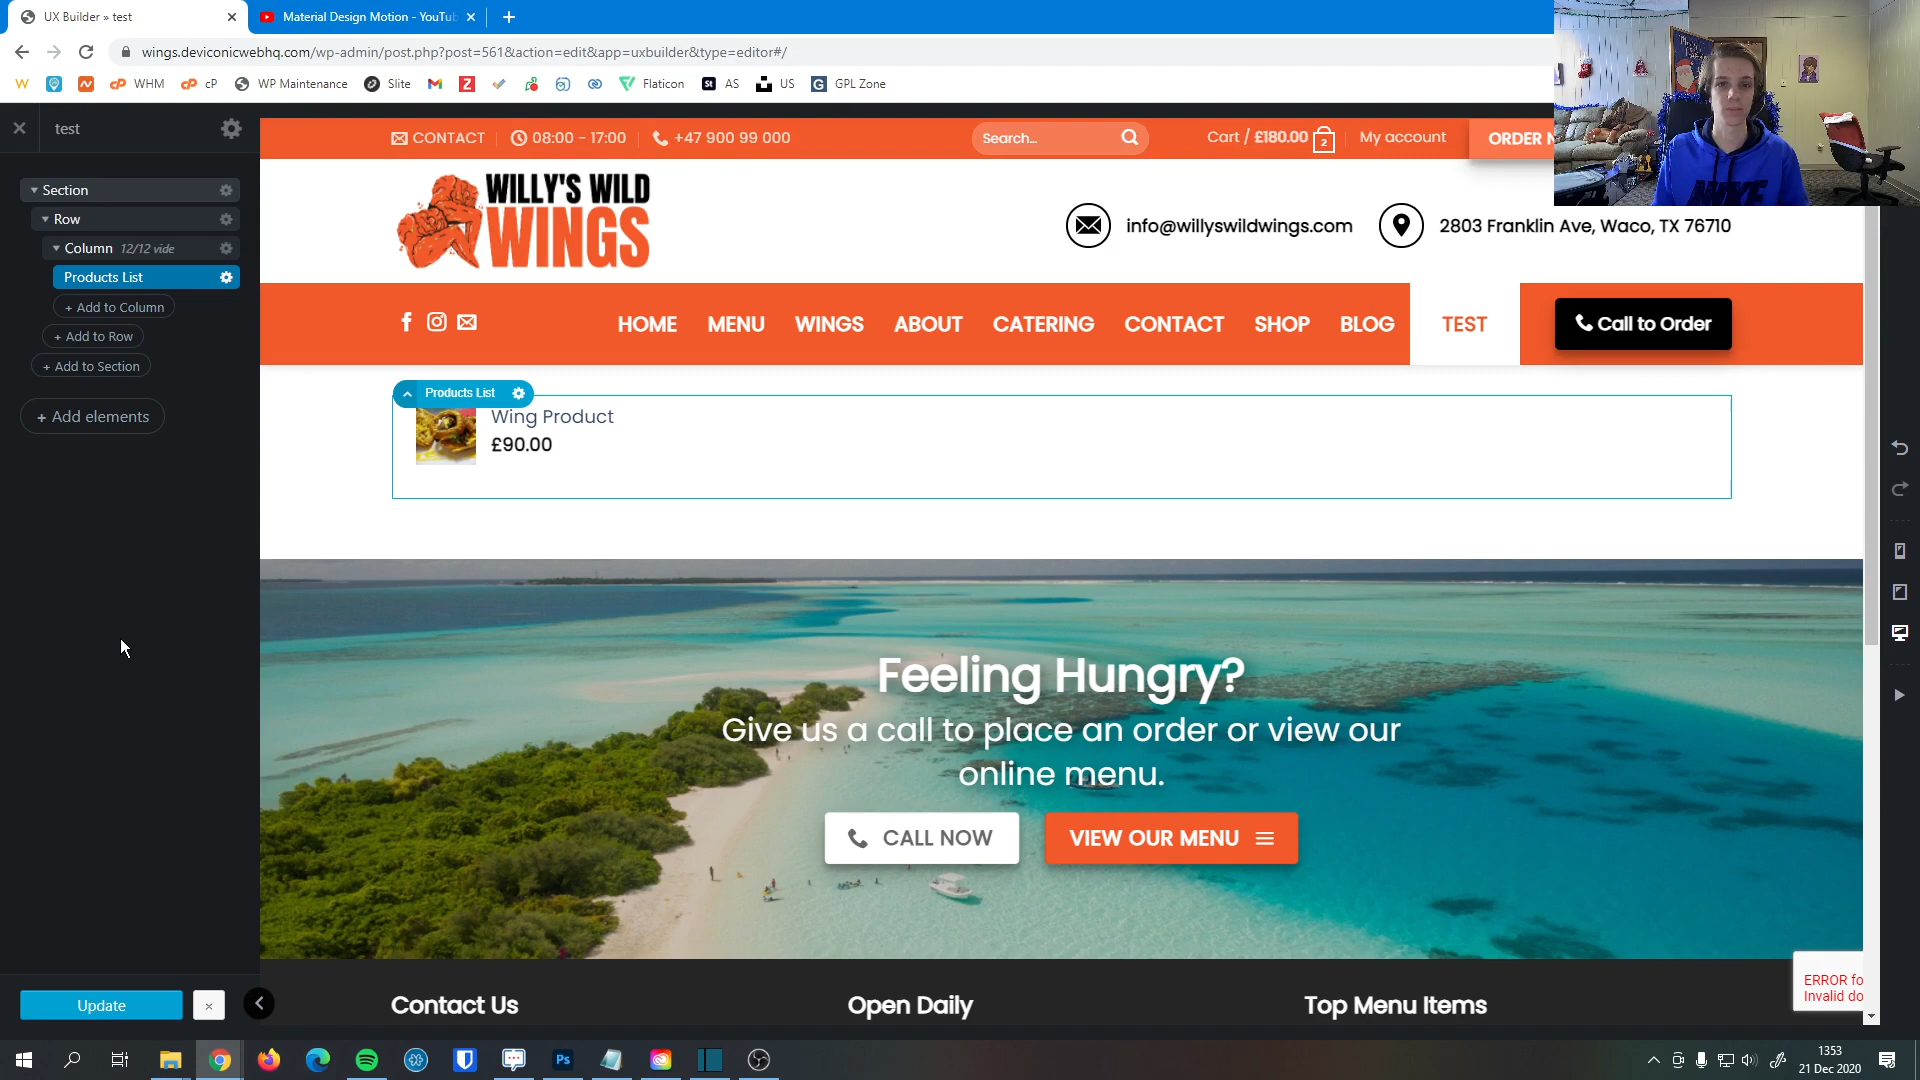 UX Builder » test
Material Design Motion - YouTub
wings.deviconicwebhq.com/wp-admin/post.php?post=561&action=edit&app=uxbuilder&type=editor#/
W
WHM
cP
WP Maintenance
Slite
Flaticon
St AS
US
G GPL Zone
test
CONTACT
08:00 - 17:00
+47 900 99 000
Search...
Cart / £180.00
2
My account
ORDER N
Section
Row
Column 12/12 vide
Products List
+ Add to Column
+ Add to Row
+ Add to Section
+ Add elements
WILLY'S WILD
WINGS
info@willyswildwings.com
2803 Franklin Ave, Waco, TX 76710
HOME
MENU
WINGS
ABOUT
CATERING
CONTACT
SHOP
BLOG
TEST
Call to Order
Products List
Wing Product
£90.00
Feeling Hungry?
Give us a call to place an order or view our
online menu.
CALL NOW
VIEW OUR MENU
ERROR fo
Invalid do
Update
×
Contact Us
Open Daily
Top Menu Items
Ps
1353
21 Dec 2020